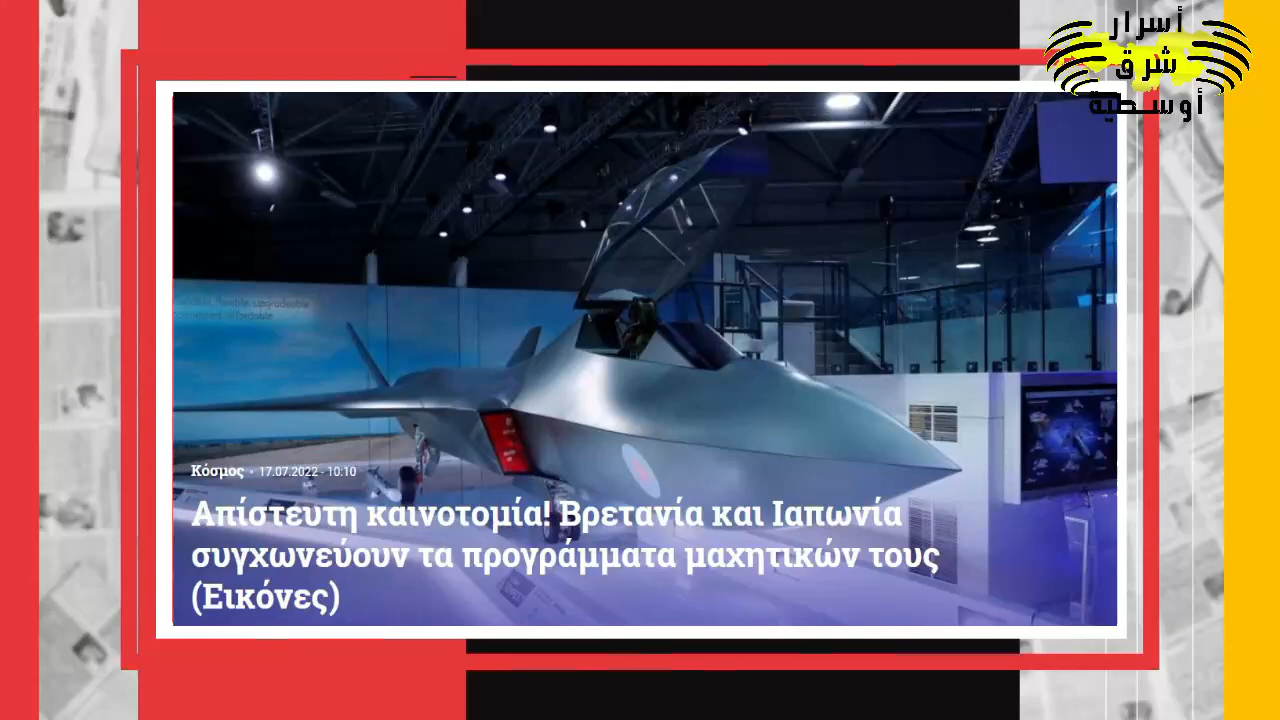 أسرار
شرق
أوسطية
Κόσμος • 17.07.2022 - 10:10
Απίστευτη καινοτομία! Βρετανία και Ιαπωνία
συγχωνεύουν τα προγράμματα μαχητικών τους
(Εικόνες)